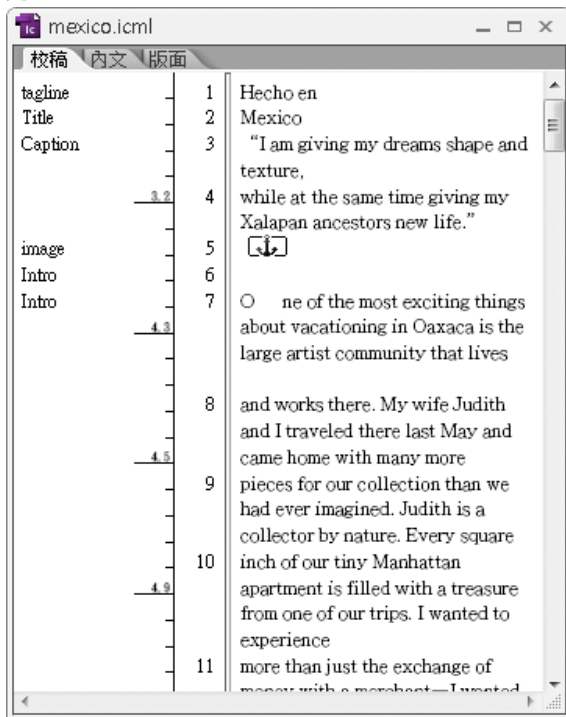 Ic mexico.icml
校稿 內文 版面
tagline 1 Hecho en
Title 2 Mexico
Caption 3 “I am giving my dreams shape and
texture,
3.2 4 while at the same time giving my
Xalapan ancestors new life.”
image 5
Intro 6
Intro 7 O ne of the most exciting things
4.3 about vacationing in Oaxaca is the
large artist community that lives
8 and works there. My wife Judith
and I traveled there last May and
4.5 came home with many more
9 pieces for our collection than we
had ever imagined. Judith is a
collector by nature. Every square
10 inch of our tiny Manhattan
4.9 apartment is filled with a treasure
from one of our trips. I wanted to
experience
11 more than just the exchange of
money with a merchant—I wanted